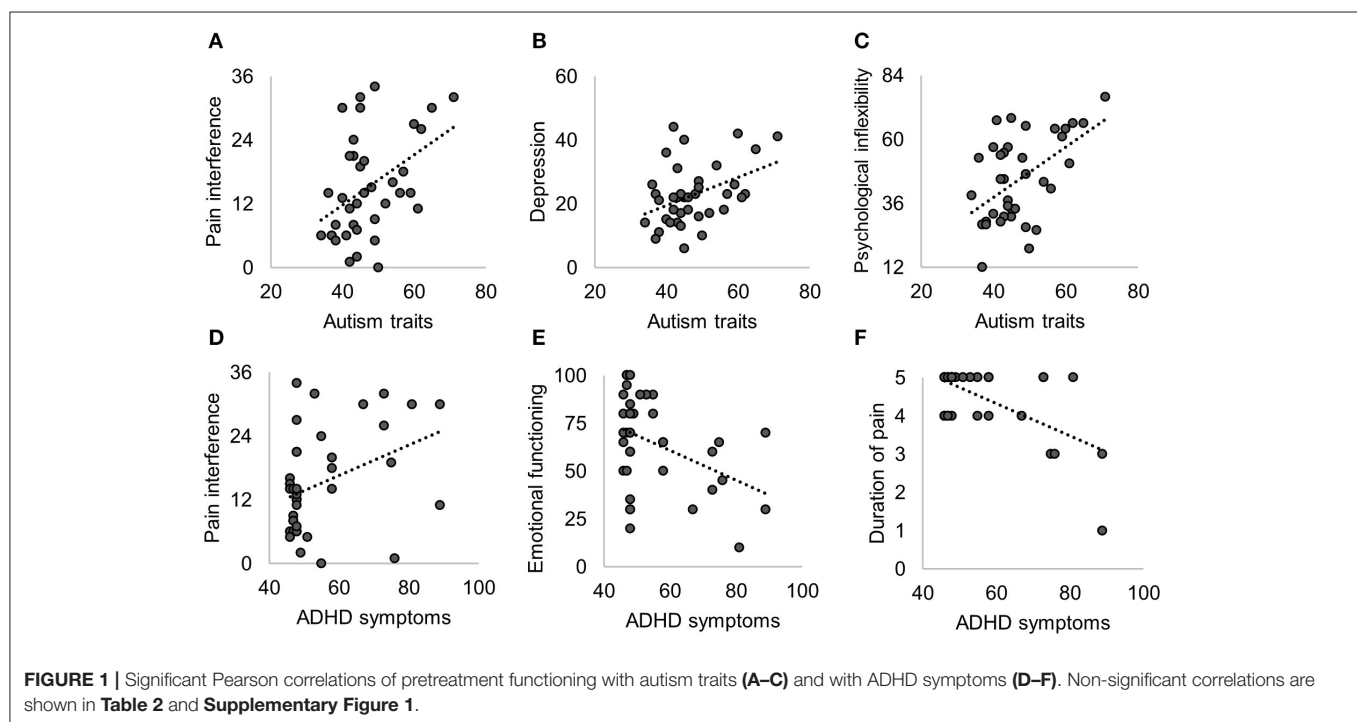 A
Pain interference
36
24
12
0
20 40 60 80
Autism traits
B
Depression
60
40
20
0
20 40 60 80
Autism traits
C
Psychological inflexibility
84
60
36
12
20 40 60 80
Autism traits
D
Pain interference
36
24
12
0
40 60 80 100
ADHD symptoms
E
Emotional functioning
100
75
50
25
0
40 60 80 100
ADHD symptoms
F
Duration of pain
5
4
3
2
1
0
40 60 80 100
ADHD symptoms
FIGURE 1 | Significant Pearson correlations of pretreatment functioning with autism traits (A–C) and with ADHD symptoms (D–F). Non-significant correlations are
shown in Table 2 and Supplementary Figure 1.